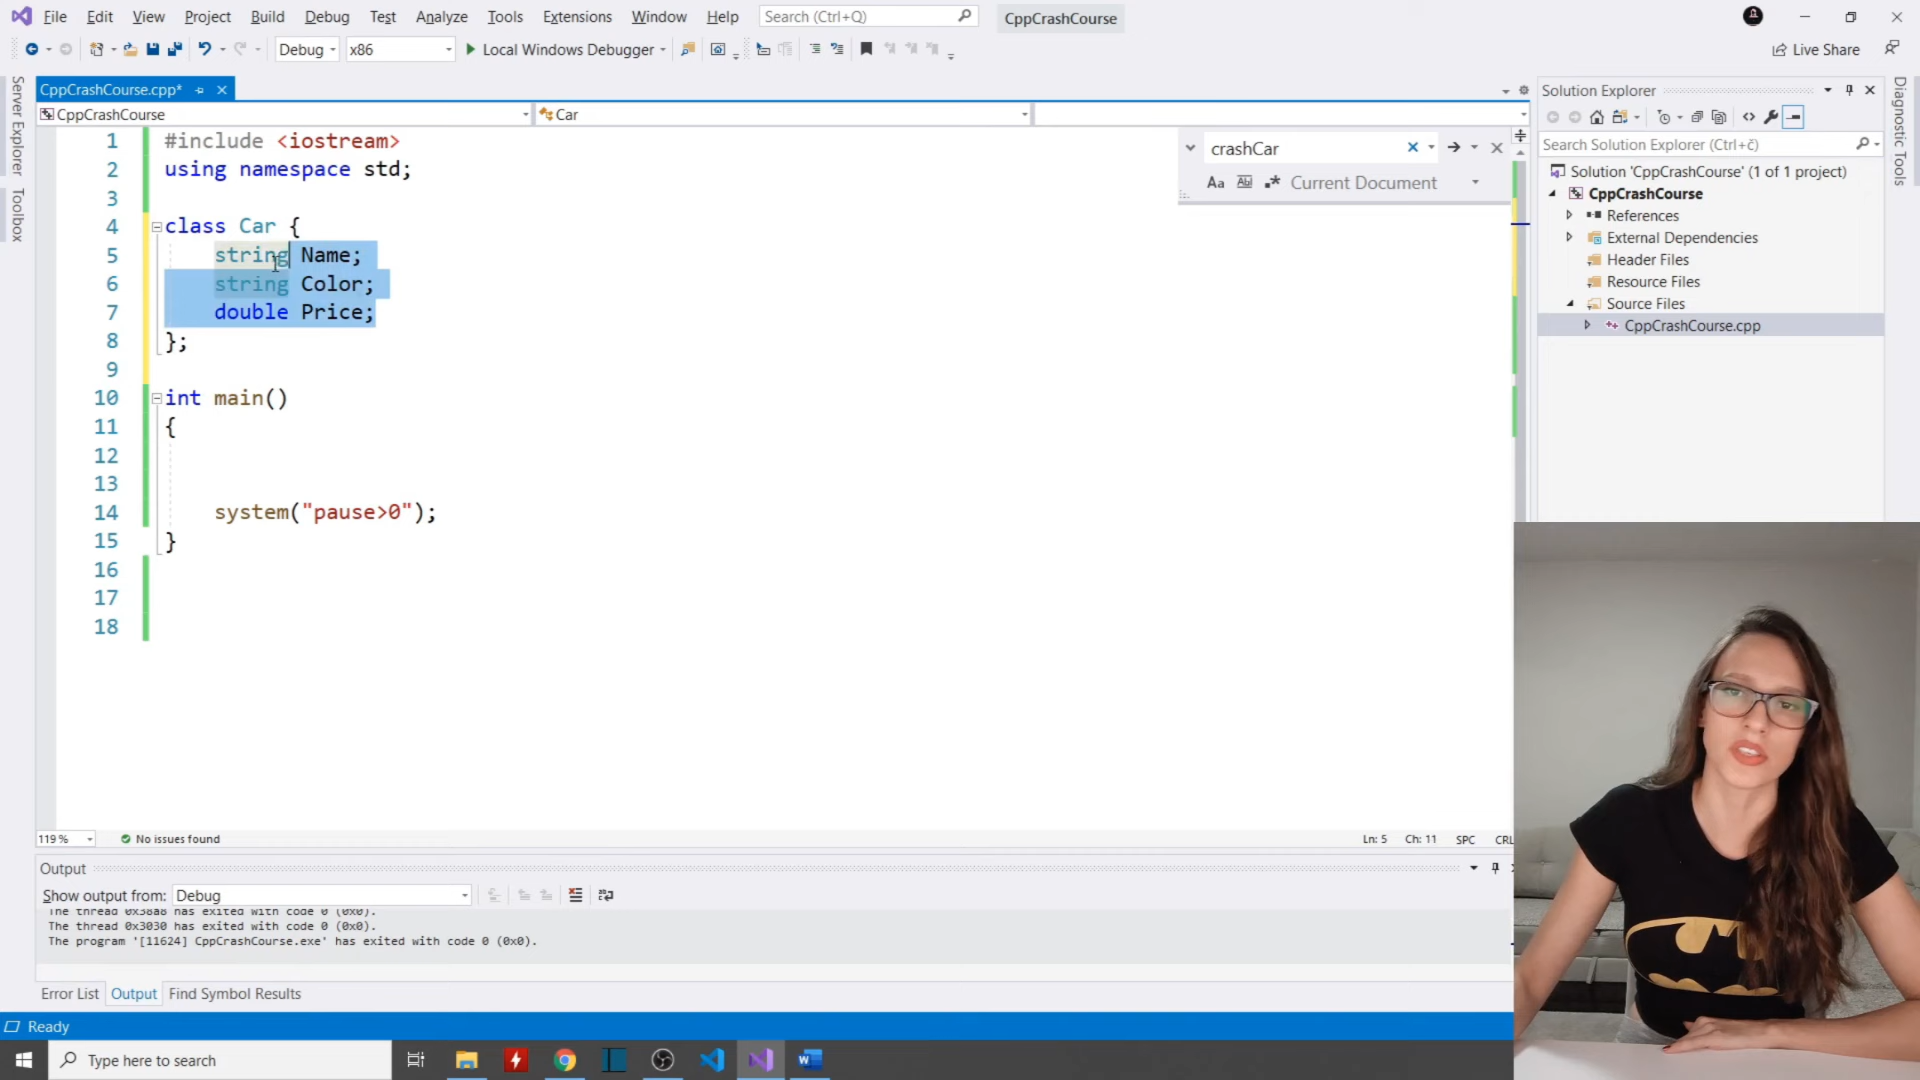 File Edit View Project Build Debug Test Analyze Tools Extensions Window Help Search (Ctrl+Q) CppCrashCourse
Debug x86 Local Windows Debugger Live Share
CppCrashCourse.cpp*
CppCrashCourse Car
Server Explorer
Toolbox
1 #include <iostream>
2 using namespace std;
3
4 class Car {
5 string Name;
6 string Color;
7 double Price;
8 };
9
10 int main()
11 {
12
13
14 system("pause>0");
15 }
16
17
18
crashCar
Aa Current Document
Solution Explorer
Search Solution Explorer (Ctrl+č)
Solution 'CppCrashCourse' (1 of 1 project)
CppCrashCourse
References
External Dependencies
Header Files
Resource Files
Source Files
CppCrashCourse.cpp
Diagnostic Tools
119 % No issues found Ln: 5 Ch: 11 SPC CRL
Output
Show output from: Debug
The thread 0x38a8 has exited with code 0 (0x0).
The thread 0x3030 has exited with code 0 (0x0).
The program '[11624] CppCrashCourse.exe' has exited with code 0 (0x0).
Error List Output Find Symbol Results
Ready
Type here to search